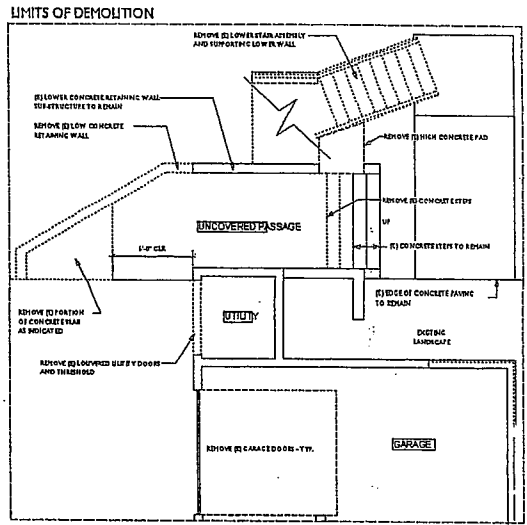 LIMITS OF DEMOLITION
REMOVE (E) LOWER STAIR ASSEMBLY
AND SUPPORTING LOWER WALL
(E) LOWER CONCRETE RETAINING WALL
SUBSTRUCTURE TO REMAIN
REMOVE (E) LOW CONCRETE
RETAINING WALL
REMOVE (E) HIGH CONCRETE PAD
REMOVE (E) CONCRETE STEPS
UP
UNCOVERED PASSAGE
(E) CONCRETE STEPS TO REMAIN
CLR
(E) EDGE OF CONCRETE PAVING
TO REMAIN
REMOVE (E) PORTION
OF CONCRETE SLAB
AS INDICATED
UTILITY
EXISTING
LANDSCAPE
REMOVE (E) LOUVERED UTILITY DOORS
AND THRESHOLD
REMOVE (E) GARAGE DOORS - TYP.
GARAGE